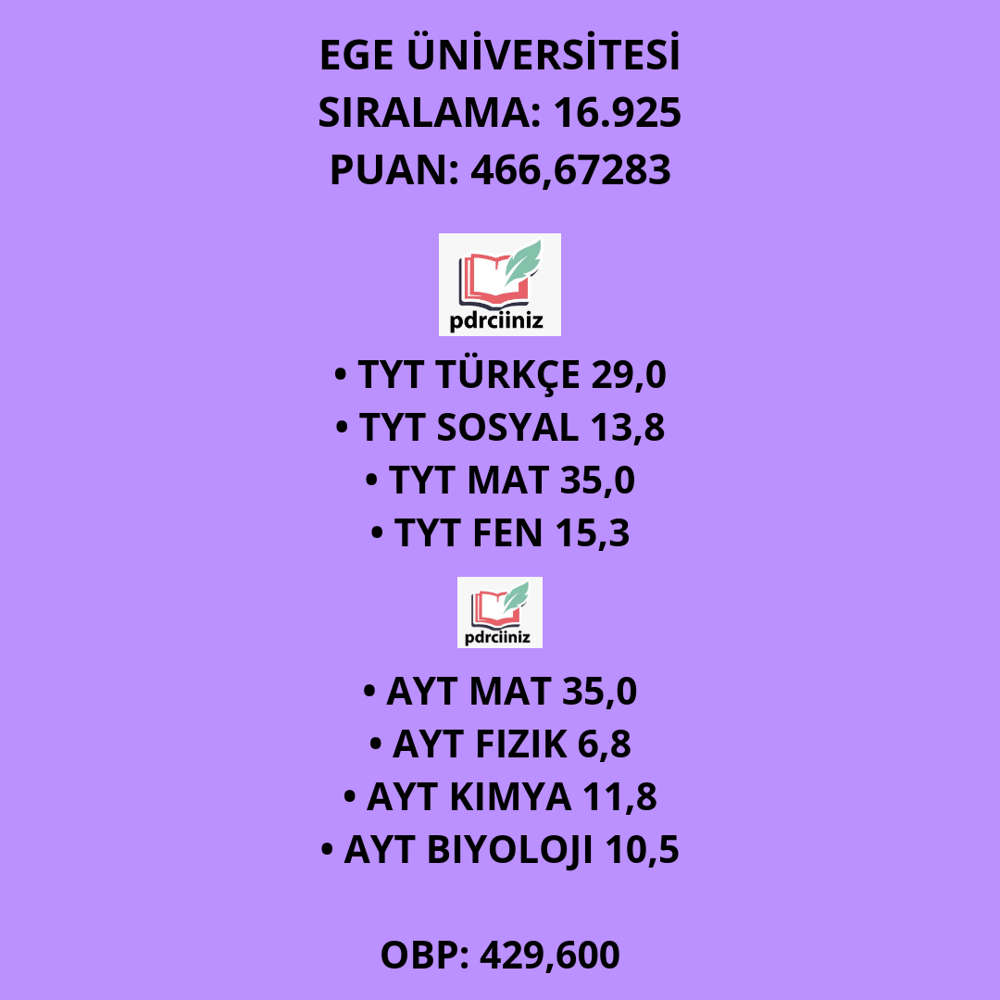 EGE ÜNİVERSİTESİ
SIRALAMA: 16.925
PUAN: 466,67283
pdrciiniz
• TYT TÜRKÇE 29,0
• TYT SOSYAL 13,8
• TYT MAT 35,0
• TYT FEN 15,3
pdrciiniz
• AYT MAT 35,0
• AYT FIZIK 6,8
• AYT KIMYA 11,8
• AYT BIYOLOJI 10,5
OBP: 429,600